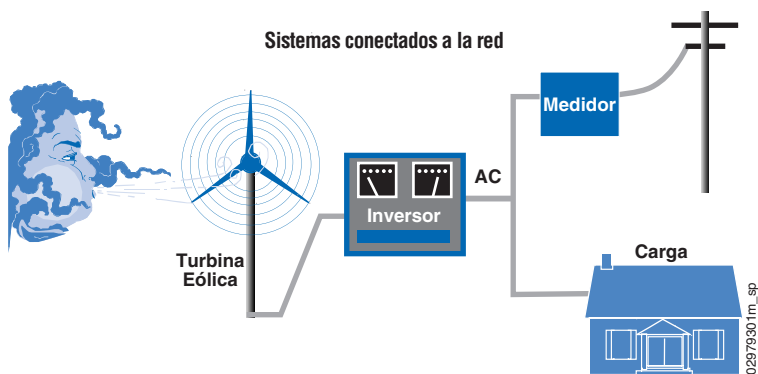 Sistemas conectados a la red
Medidor
AC
Inversor
Turbina
Eólica
Carga
02979301m_sp